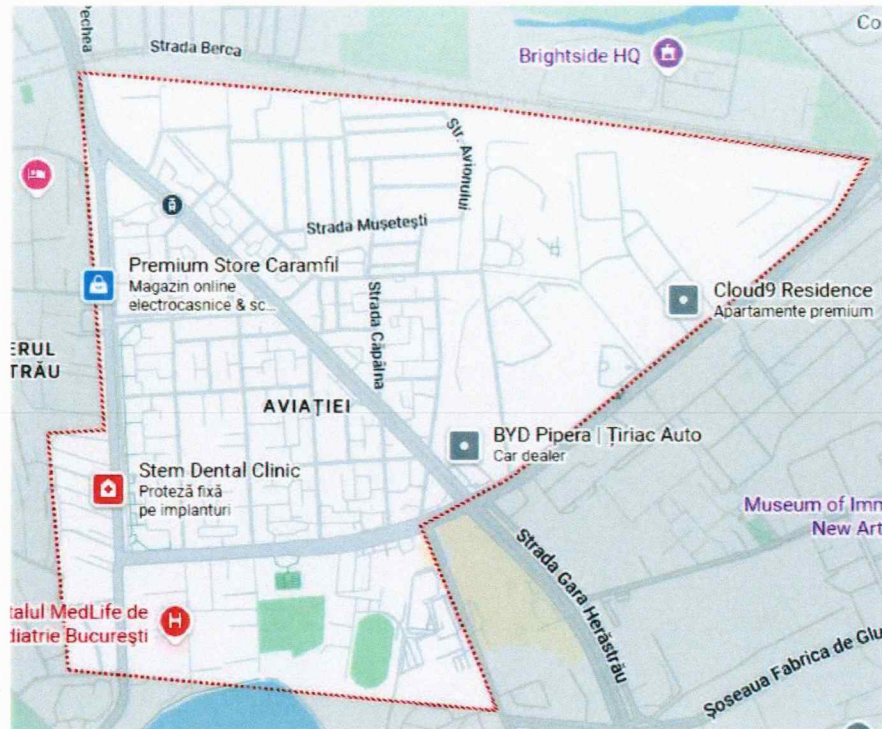 Pechea
Strada Berca
Brightside HQ
Co
Str. Avionului
Strada Mușetești
Premium Store Caramfil
Magazin online
electrocasnice & sc...
Strada Căpâlna
Cloud9 Residence
Apartamente premium
ERUL
TRĂU
AVIAȚIEI
BYD Pipera | Țiriac Auto
Car dealer
Stem Dental Clinic
Proteză fixă
pe implanturi
Museum of Imm
New Art
Strada Gara Herăstrău
talul MedLife de
diatrie București
Șoseaua Fabrica de Glu